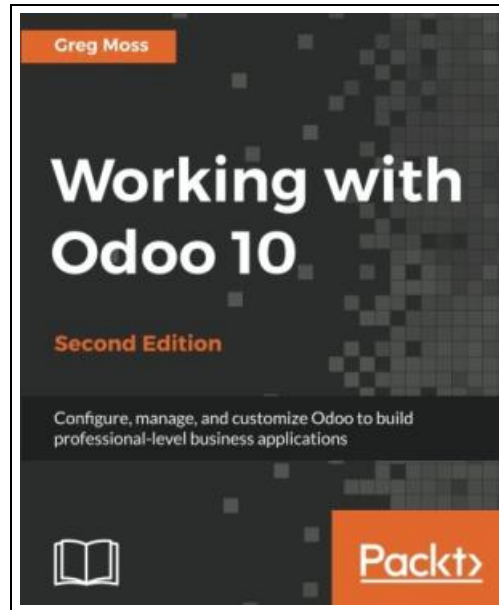 Greg Moss
Working with
Odoo 10
Second Edition
Configure, manage, and customize Odoo to build
professional-level business applications
Packt>